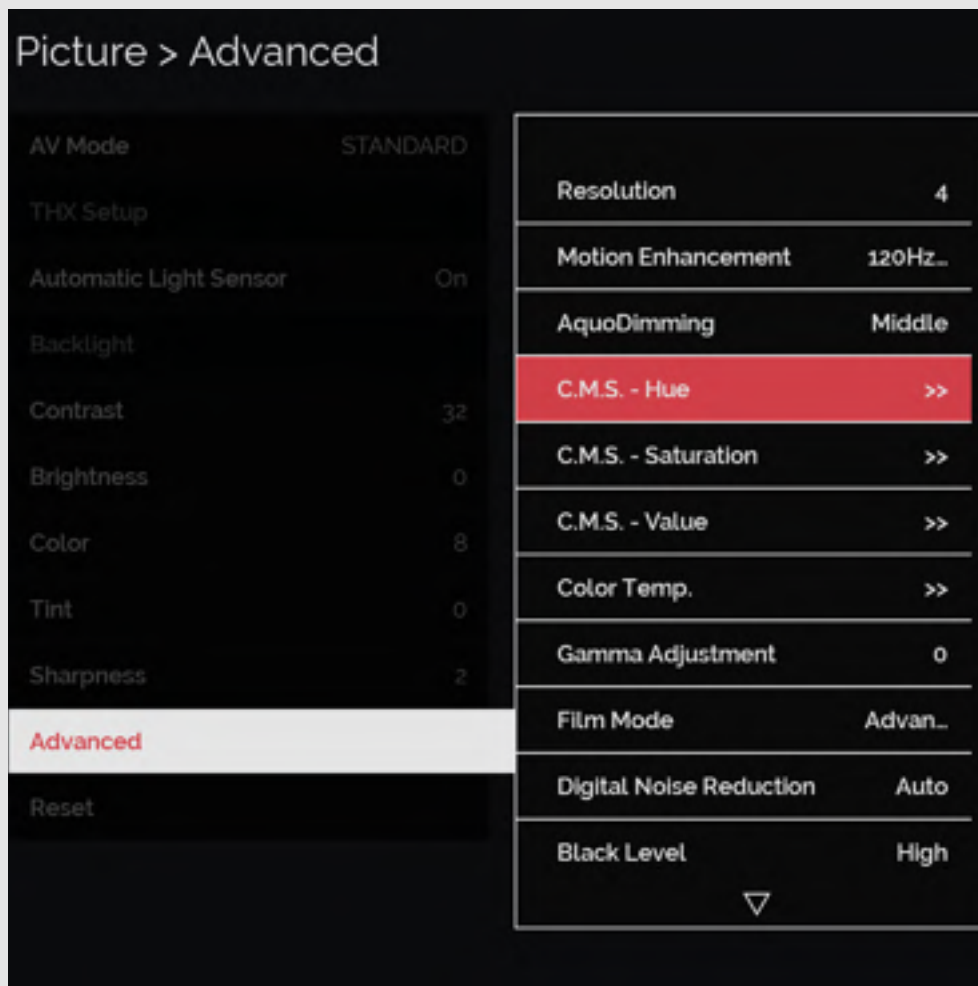 Picture > Advanced
AV Mode STANDARD
THX Setup
Automatic Light Sensor On
Backlight
Contrast 32
Brightness 0
Color 8
Tint 0
Sharpness 2
Advanced
Reset
Resolution 4
Motion Enhancement 120Hz...
AquoDimming Middle
C.M.S. - Hue >>
C.M.S. - Saturation >>
C.M.S. - Value >>
Color Temp. >>
Gamma Adjustment 0
Film Mode Advan...
Digital Noise Reduction Auto
Black Level High